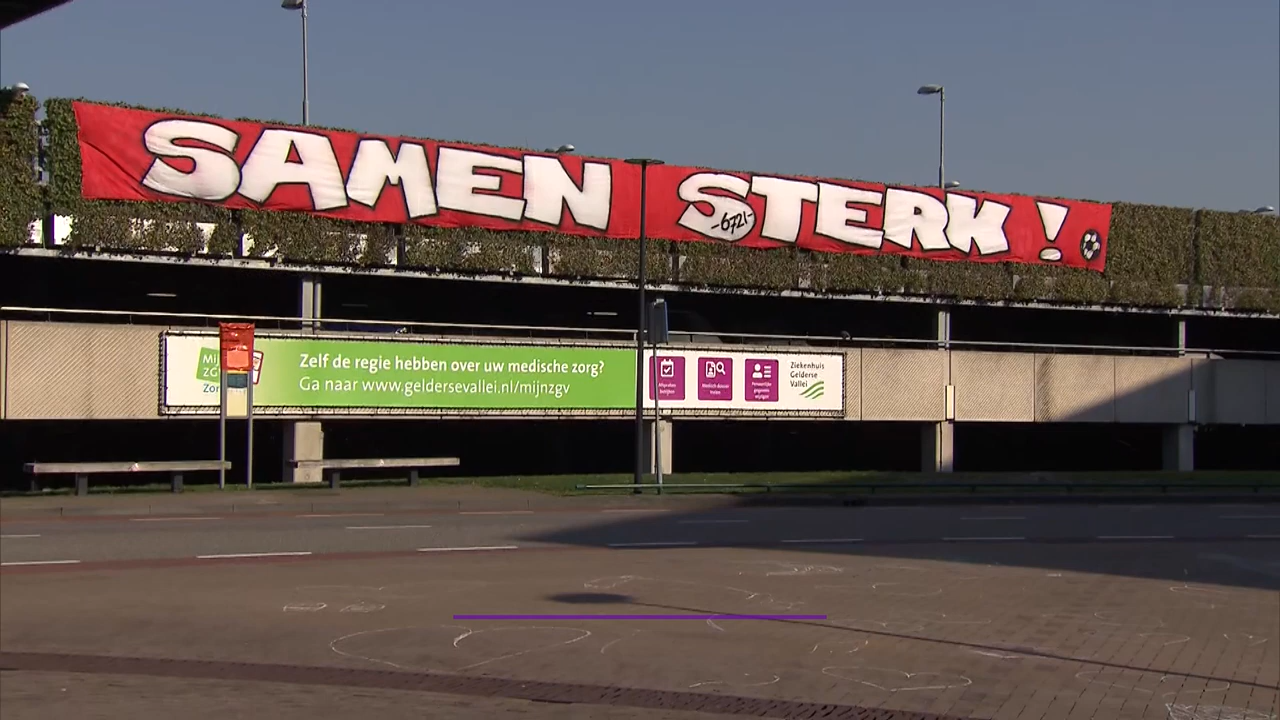 SAMEN STERK!
-6721-
Zelf de regie hebben over uw medische zorg?
Ga naar www.geldersevallei.nl/mijnzgv
Ziekenhuis
Gelderse
Vallei